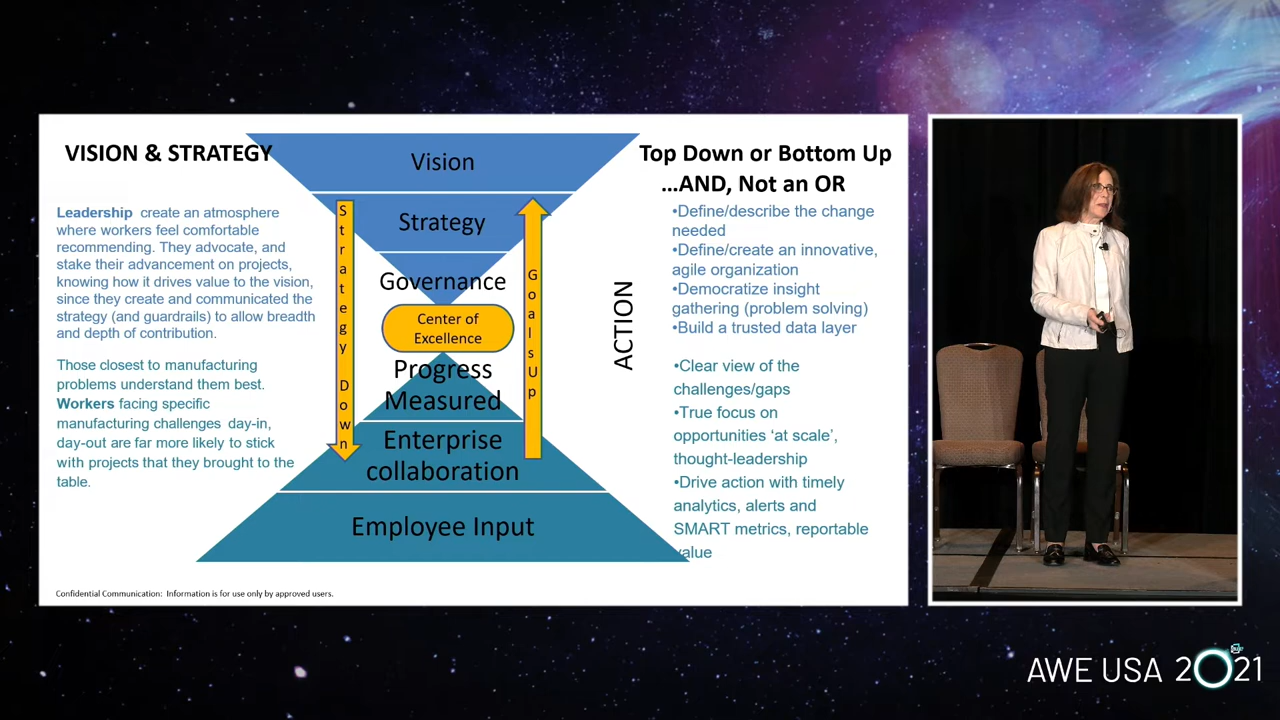 VISION & STRATEGY
Leadership create an atmosphere
where workers feel comfortable
recommending. They advocate, and
stake their advancement on projects,
knowing how it drives value to the vision,
since they create and communicated the
strategy (and guardrails) to allow breadth
and depth of contribution.
Those closest to manufacturing
problems understand them best.
Workers facing specific
manufacturing challenges day-in,
day-out are far more likely to stick
with projects that they brought to the
table.
Vision
Strategy
Governance
Center of
Excellence
Progress
Measured
Enterprise
collaboration
Employee Input
Strategy Down
Goals Up
Top Down or Bottom Up
...AND, Not an OR
ACTION
•Define/describe the change
needed
•Define/create an innovative,
agile organization
•Democratize insight
gathering (problem solving)
•Build a trusted data layer
•Clear view of the
challenges/gaps
•True focus on
opportunities ‘at scale’,
thought-leadership
•Drive action with timely
analytics, alerts and
SMART metrics, reportable
value
Confidential Communication: Information is for use only by approved users.
AWE USA 2021